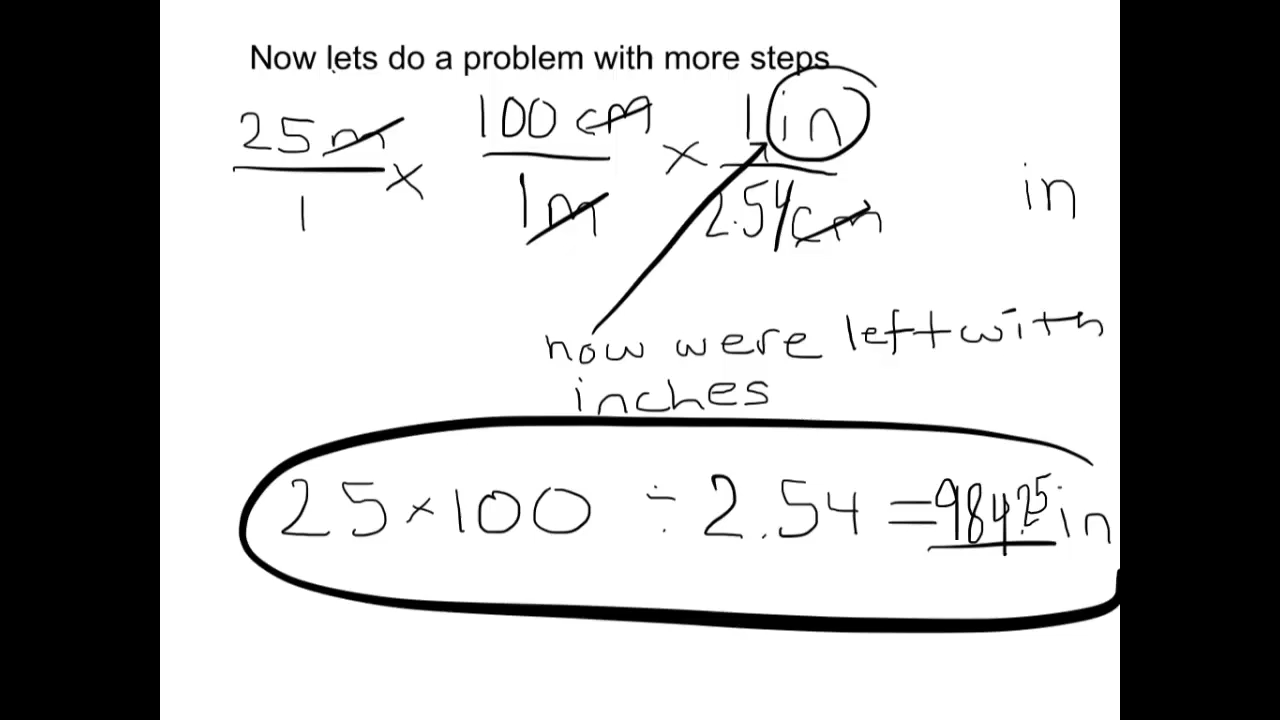 Now lets do a problem with more steps
25 m × 100 cm × 1 in in
1 1 m 2.54 cm
now were left with
inches
25 × 100 ÷ 2.54 = 984.25 in